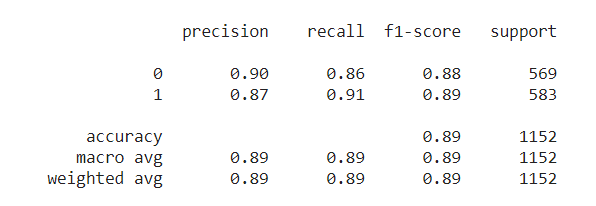 precision recall f1-score support
0 0.90 0.86 0.88 569
1 0.87 0.91 0.89 583
accuracy 0.89 1152
macro avg 0.89 0.89 0.89 1152
weighted avg 0.89 0.89 0.89 1152